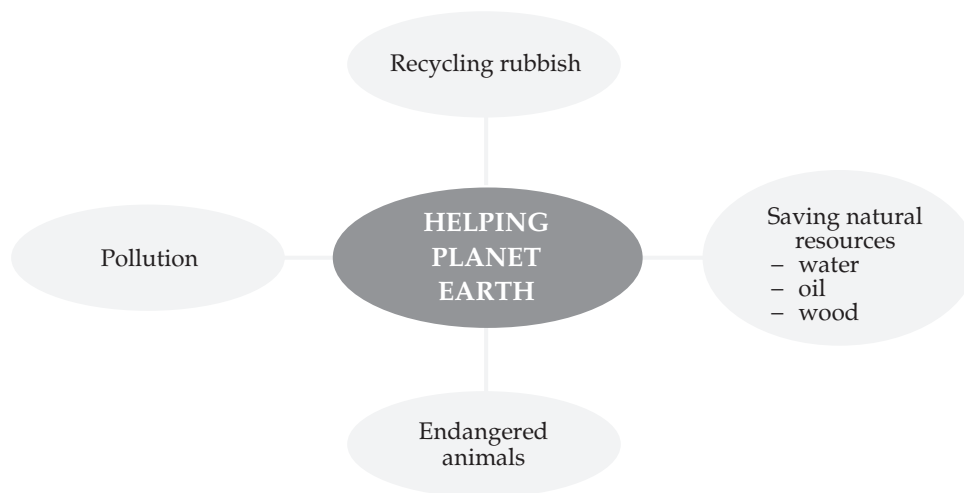 Recycling rubbish
HELPING
PLANET
EARTH
Pollution
Saving natural
resources
– water
– oil
– wood
Endangered
animals